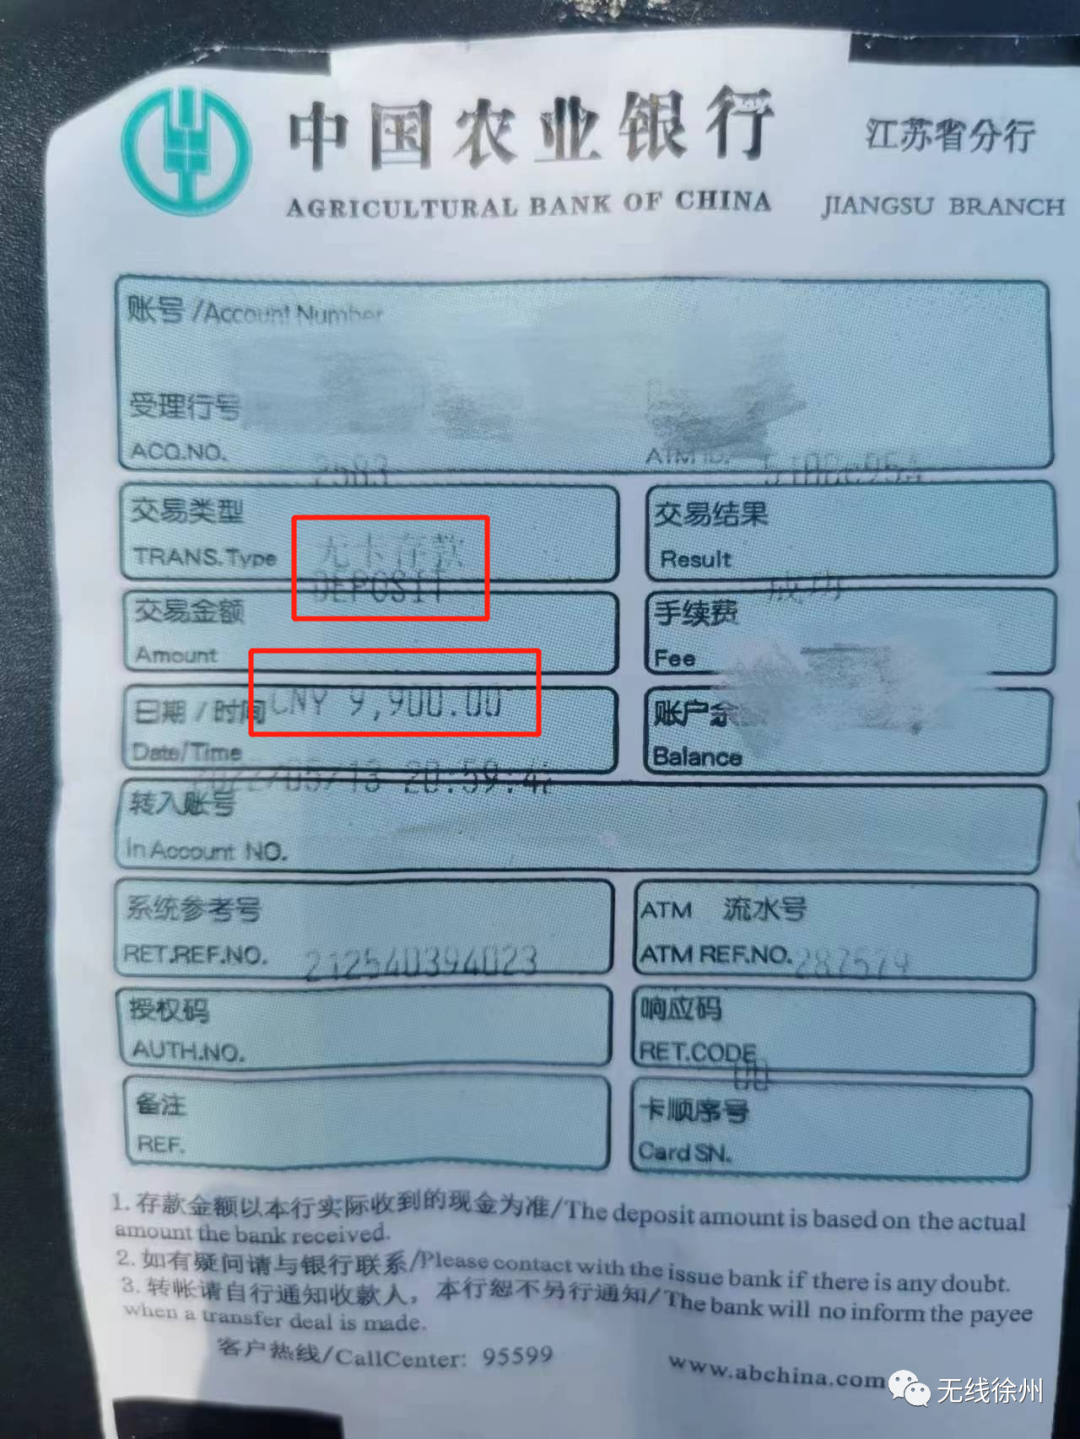 中国农业银行 江苏省分行
AGRICULTURAL BANK OF CHINA JIANGSU BRANCH
账号/Account Number
受理行号
ACQ.NO. ATM ID.
2583
交易类型 交易结果
TRANS.Type 无卡存款 Result
DEPOSIT 成功
交易金额 手续费
Amount Fee
CNY 9,900.00
日期/时间 账户
Date/Time Balance
2022/05/13 20:59:4
转入账号
In Account NO.
系统参考号 ATM 流水号
RET.REF.NO. 212540394023 ATM REF.NO. 287579
授权码 响应码
AUTH.NO. RET.CODE
00
备注 卡顺序号
REF. Card SN.
1.存款金额以本行实际收到的现金为准/The deposit amount is based on the actual
amount the bank received.
2.如有疑问请与银行联系/Please contact with the issue bank if there is any doubt.
3.转帐请自行通知收款人，本行恕不另行通知/The bank will no inform the payee
when a transfer deal is made.
客户热线/CallCenter: 95599 www.abchina.com
无线徐州